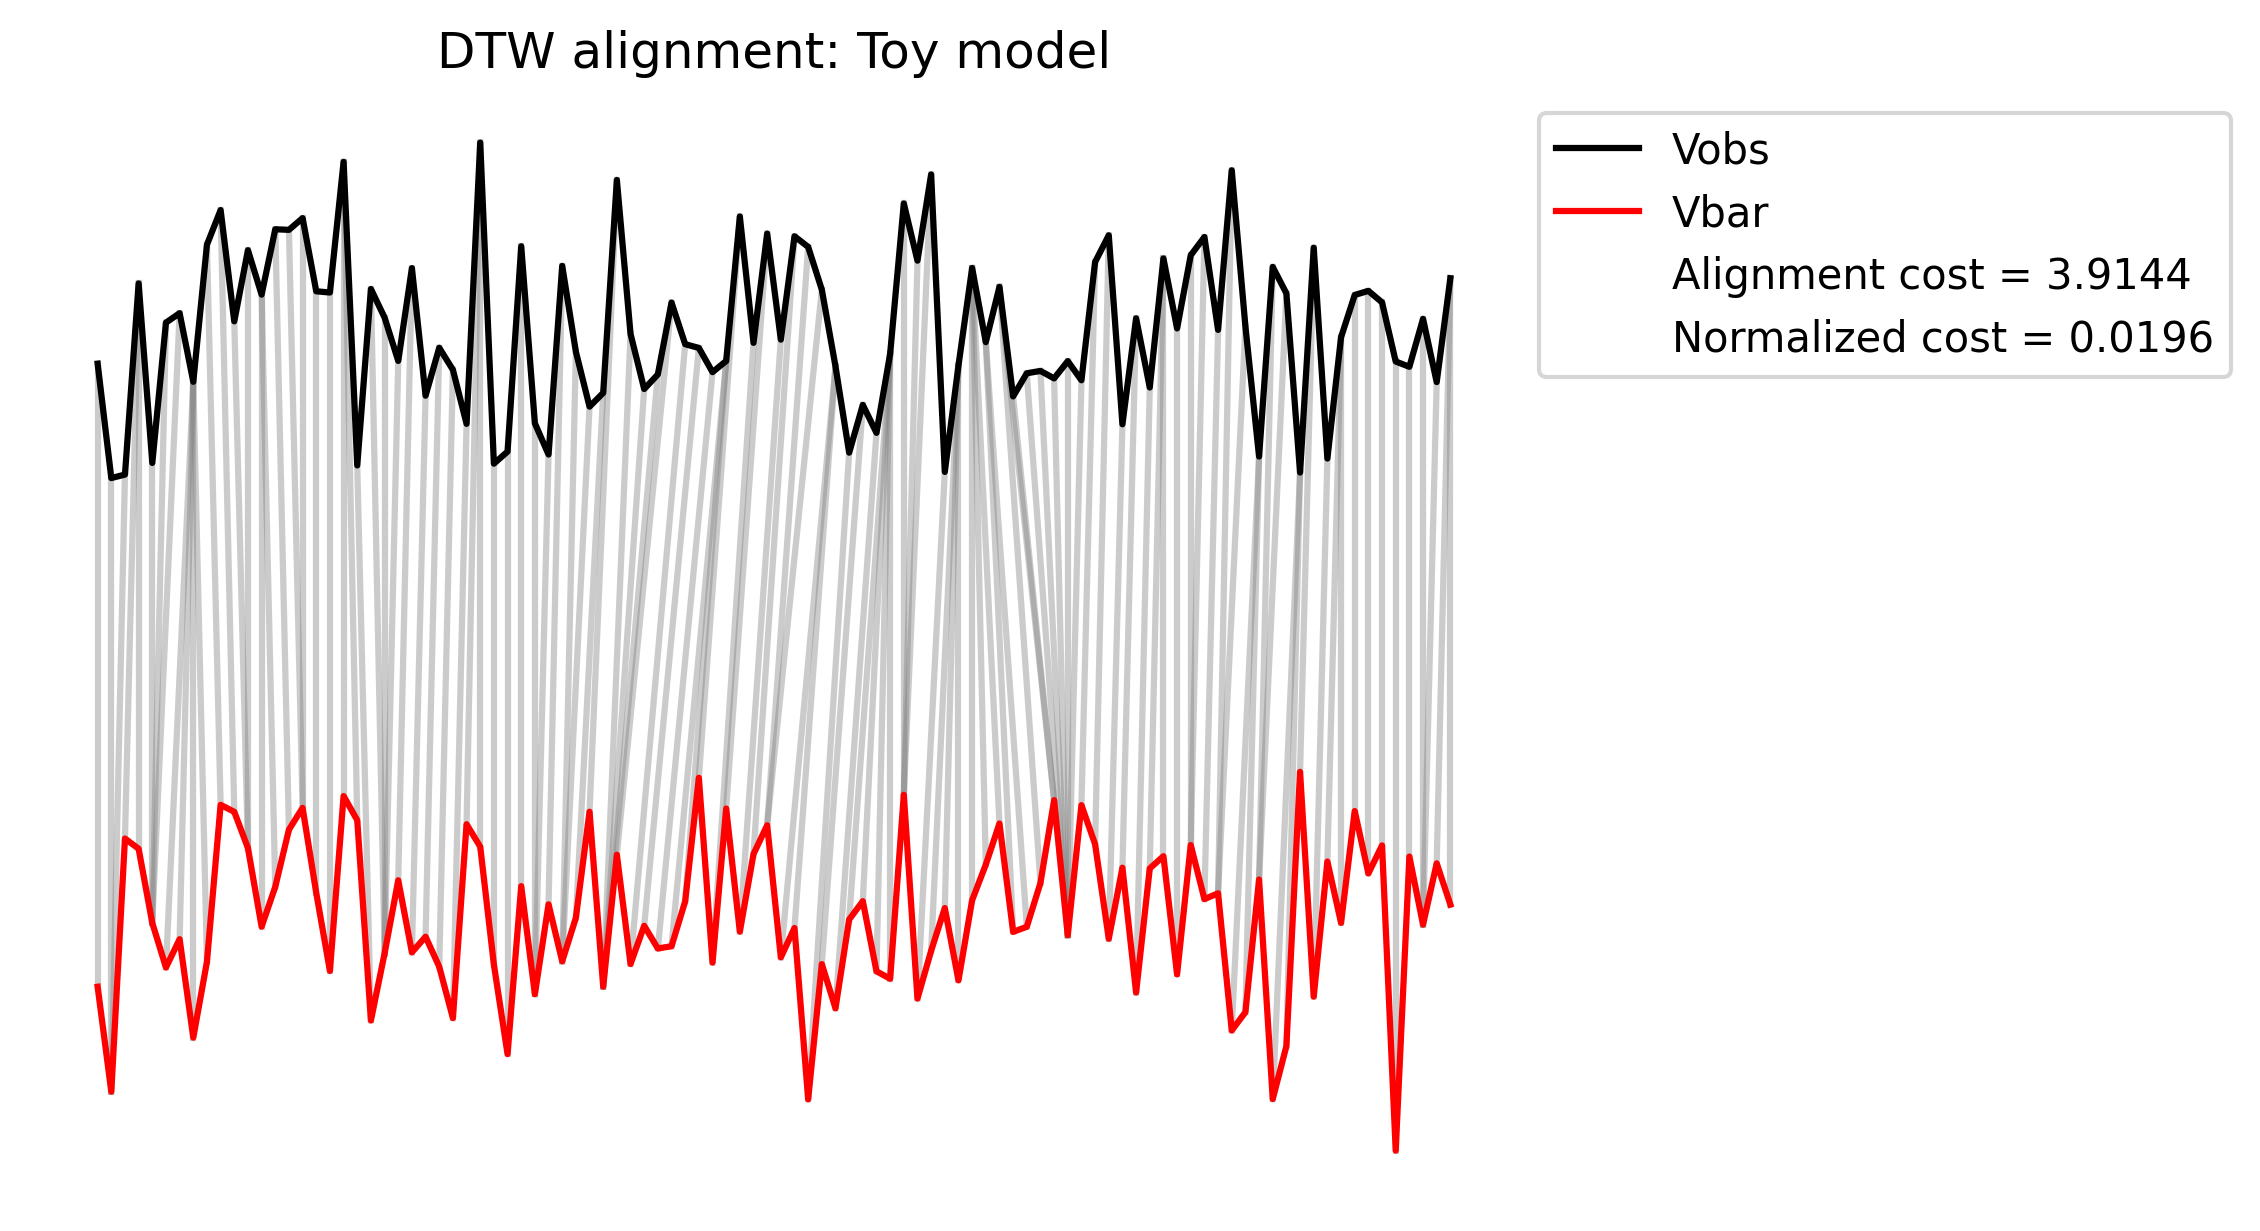 DTW alignment: Toy model
Vobs
Vbar
Alignment cost = 3.9144
Normalized cost = 0.0196